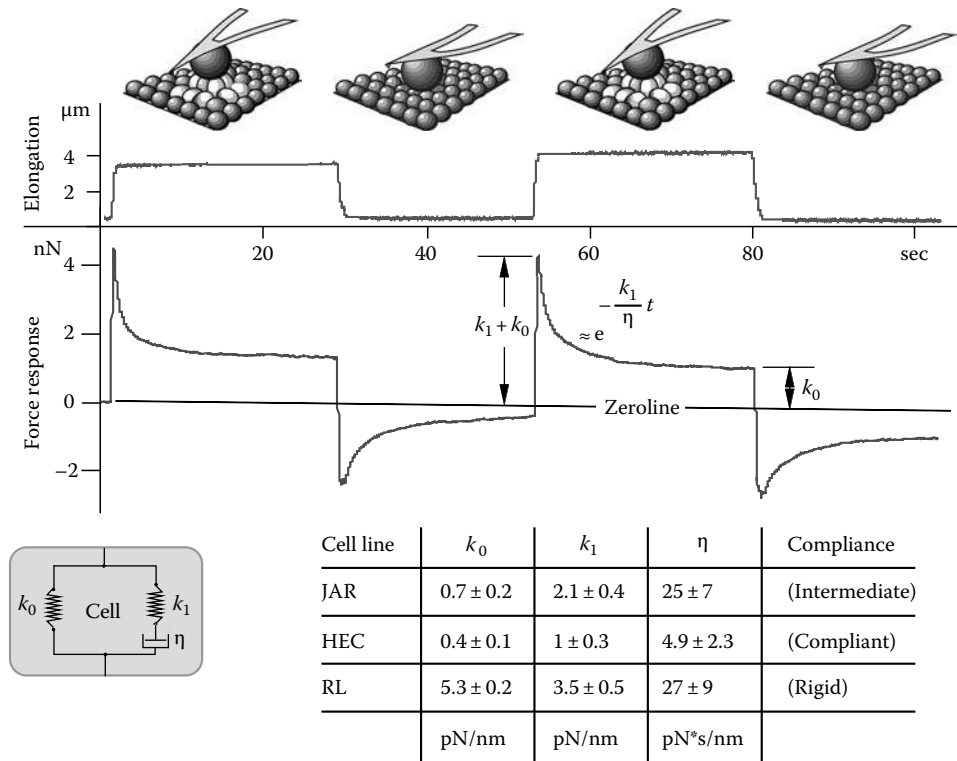 μm
Elongation
4
2
nN
20
40
60
80
sec
Force response
4
2
0
−2
k₁ + k₀
≈ e^(−(k₁/η) t)
k₀
Zeroline
k₀
Cell
k₁
η
Cell line k₀ k₁ η Compliance
JAR 0.7 ± 0.2 2.1 ± 0.4 25 ± 7 (Intermediate)
HEC 0.4 ± 0.1 1 ± 0.3 4.9 ± 2.3 (Compliant)
RL 5.3 ± 0.2 3.5 ± 0.5 27 ± 9 (Rigid)
pN/nm pN/nm pN*s/nm